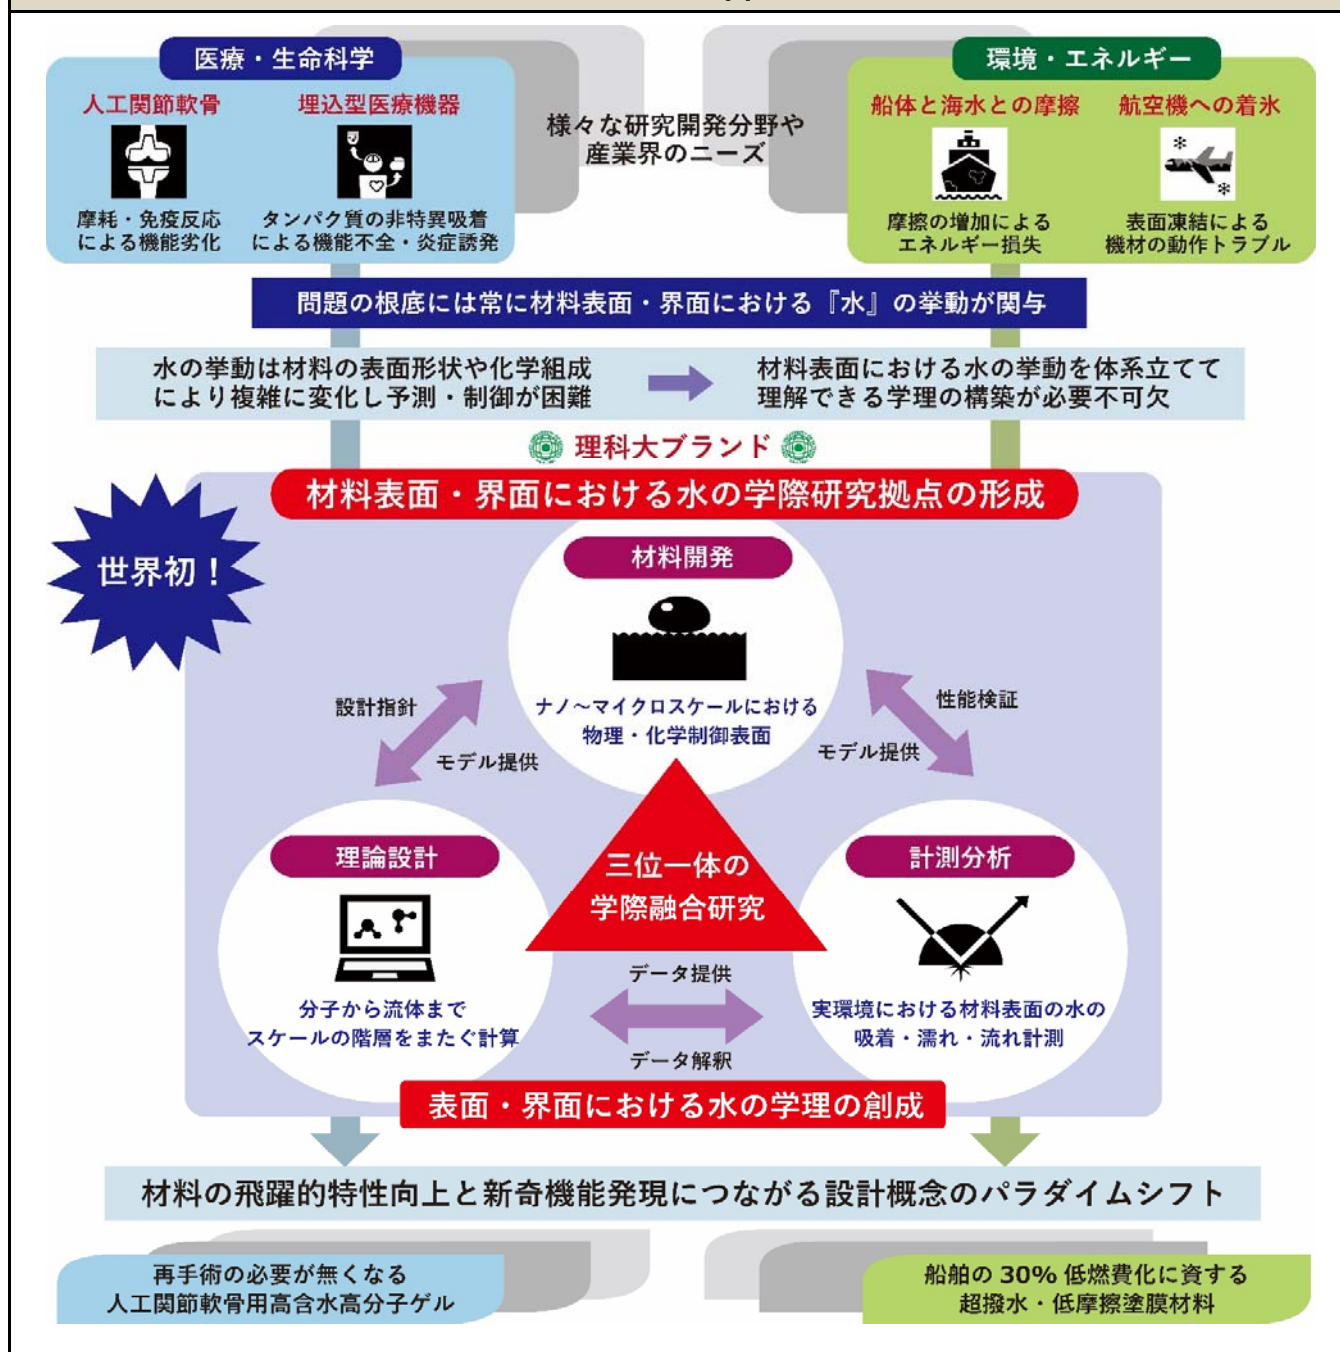 医療・生命科学
人工関節軟骨
埋込型医療機器
摩耗・免疫反応
による機能劣化
タンパク質の非特異吸着
による機能不全・炎症誘発
様々な研究開発分野や
産業界のニーズ
環境・エネルギー
船体と海水との摩擦
航空機への着氷
摩擦の増加による
エネルギー損失
表面凍結による
機材の動作トラブル
問題の根底には常に材料表面・界面における『水』の挙動が関与
水の挙動は材料の表面形状や化学組成
により複雑に変化し予測・制御が困難
材料表面における水の挙動を体系立てて
理解できる学理の構築が必要不可欠
理科大ブランド
材料表面・界面における水の学際研究拠点の形成
世界初！
材料開発
ナノ～マイクロスケールにおける
物理・化学制御表面
設計指針
モデル提供
性能検証
モデル提供
理論設計
分子から流体まで
スケールの階層をまたぐ計算
三位一体の
学際融合研究
計測分析
実環境における材料表面の水の
吸着・濡れ・流れ計測
データ提供
データ解釈
表面・界面における水の学理の創成
材料の飛躍的特性向上と新奇機能発現につながる設計概念のパラダイムシフト
再手術の必要が無くなる
人工関節軟骨用高含水高分子ゲル
船舶の 30% 低燃費化に資する
超撥水・低摩擦塗膜材料